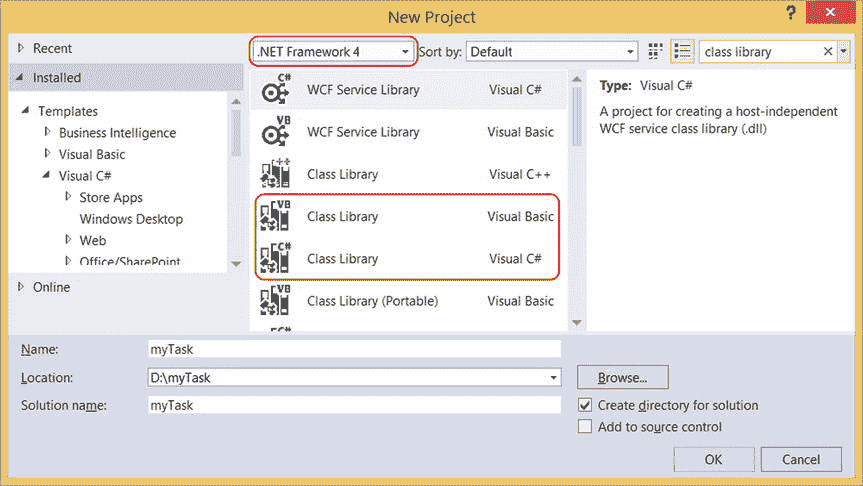 New Project
?
Recent
.NET Framework 4
Sort by:
Default
class library
Installed
Templates
Business Intelligence
Visual Basic
Visual C#
Store Apps
Windows Desktop
Web
Office/SharePoint
Online
C#
WCF Service Library
Visual C#
VB
WCF Service Library
Visual Basic
++
Class Library
Visual C++
VB
Class Library
Visual Basic
C#
Class Library
Visual C#
VB
Class Library (Portable)
Visual Basic
C#
Type: Visual C#
A project for creating a host-independent
WCF service class library (.dll)
Name:
myTask
Location:
D:\myTask
Browse...
Solution name:
myTask
Create directory for solution
Add to source control
OK
Cancel